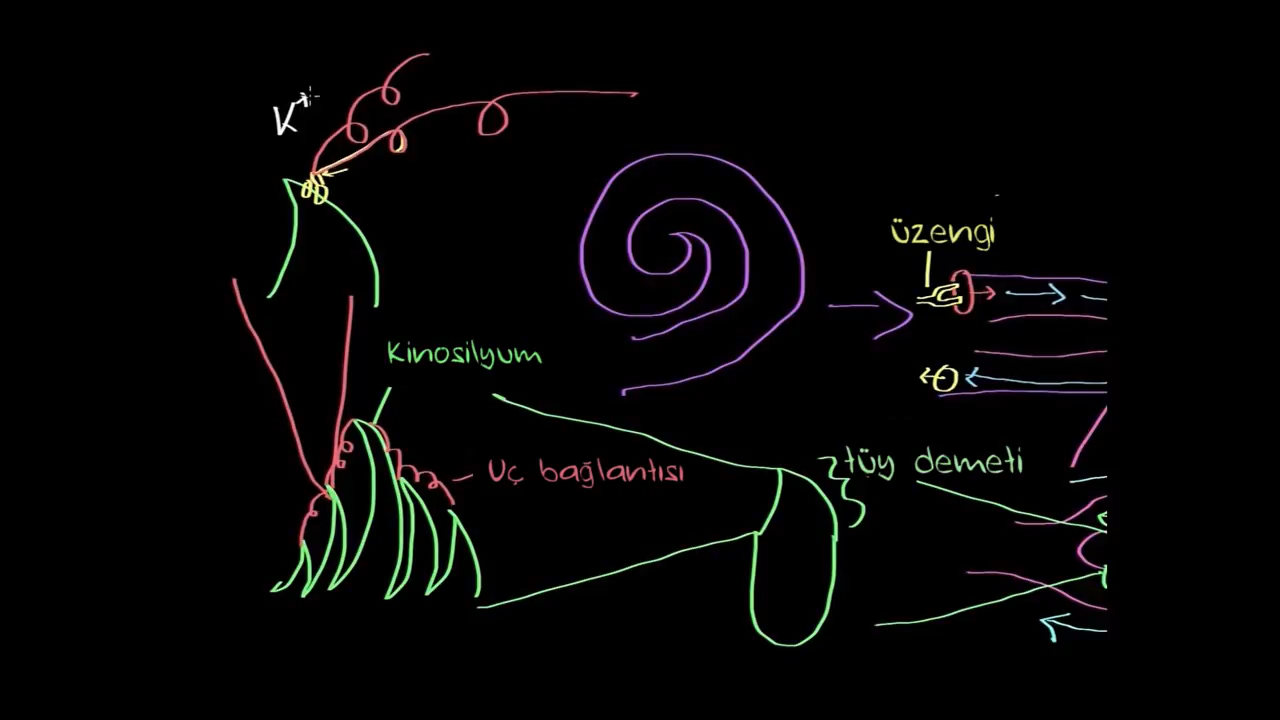 K+
üzengi
Kinosilyum
Uç bağlantısı
tüy demeti